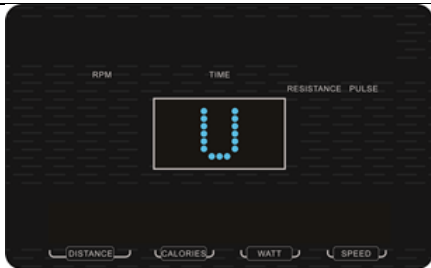 RPM TIME
RESISTANCE PULSE
U
DISTANCE CALORIES WATT SPEED